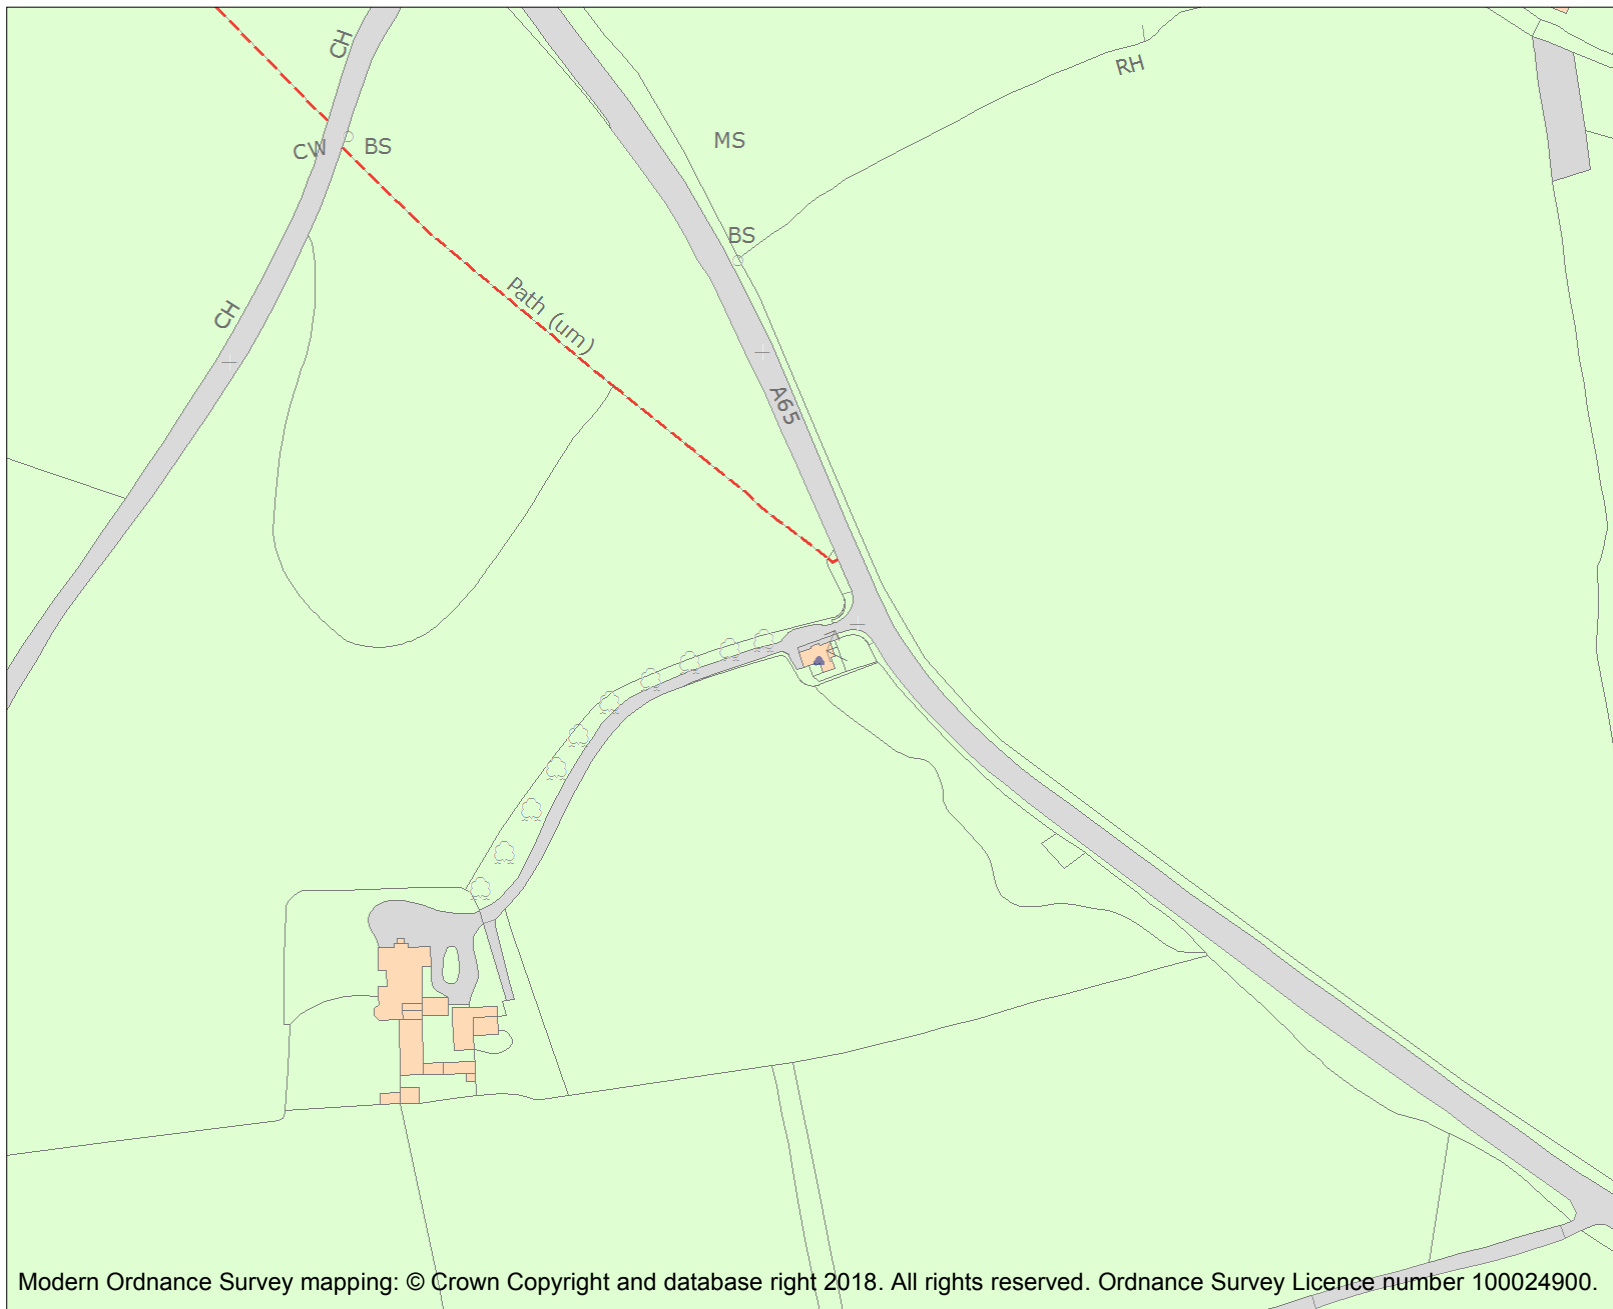 CH
RH
MS
CW
BS
BS
Path (um)
CH
A65
Modern Ordnance Survey mapping: © Crown Copyright and database right 2018. All rights reserved. Ordnance Survey Licence number 100024900.